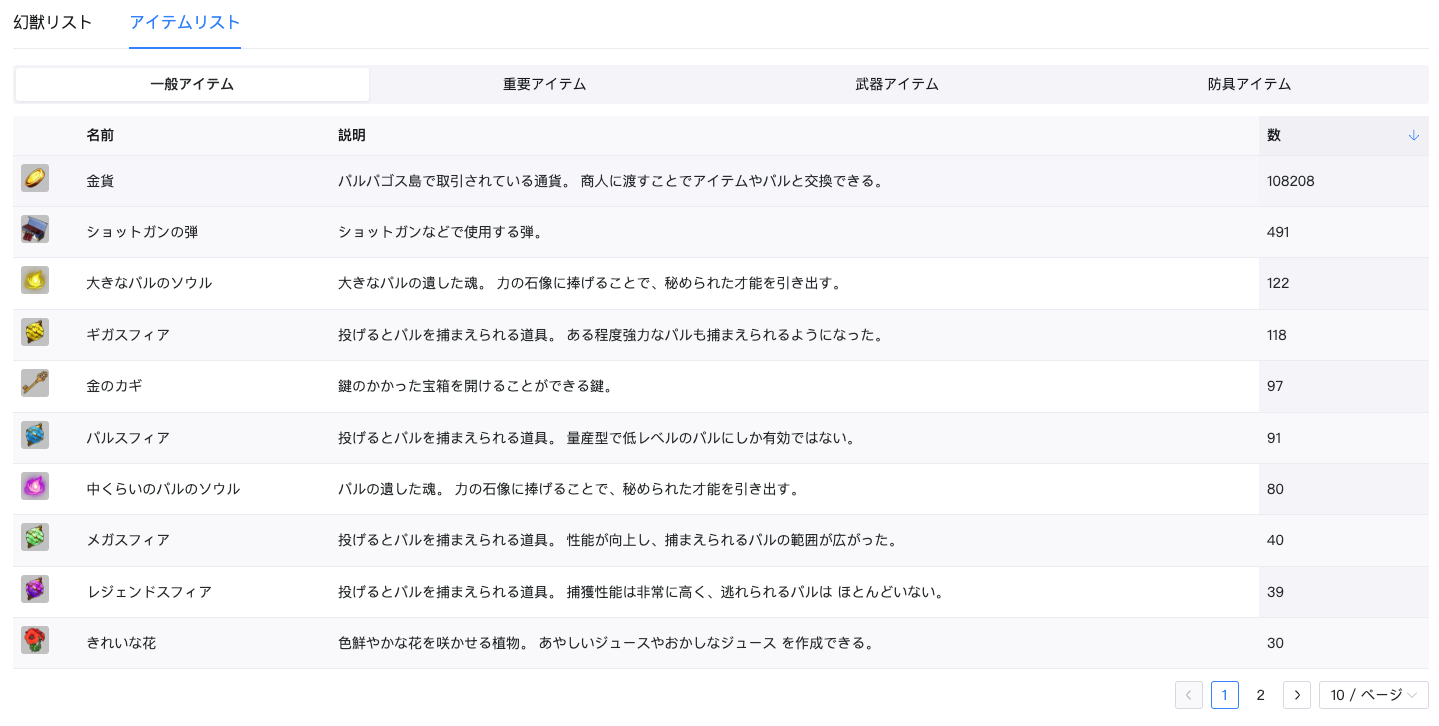 幻獣リスト アイテムリスト
一般アイテム 重要アイテム 武器アイテム 防具アイテム
名前 説明 数
金貨 パルパゴス島で取引されている通貨。 商人に渡すことでアイテムやパルと交換できる。 108208
ショットガンの弾 ショットガンなどで使用する弾。 491
大きなパルのソウル 大きなパルの遺した魂。 力の石像に捧げることで、秘められた才能を引き出す。 122
ギガスフィア 投げるとパルを捕まえられる道具。 ある程度強力なパルも捕まえられるようになった。 118
金のカギ 鍵のかかった宝箱を開けることができる鍵。 97
パルスフィア 投げるとパルを捕まえられる道具。 量産型で低レベルのパルにしか有効ではない。 91
中くらいのパルのソウル パルの遺した魂。 力の石像に捧げることで、秘められた才能を引き出す。 80
メガスフィア 投げるとパルを捕まえられる道具。 性能が向上し、捕まえられるパルの範囲が広がった。 40
レジェンドスフィア 投げるとパルを捕まえられる道具。 捕獲性能は非常に高く、逃れられるパルは ほとんどいない。 39
きれいな花 色鮮やかな花を咲かせる植物。 あやしいジュースやおかしなジュース を作成できる。 30
1 2 10 / ページ